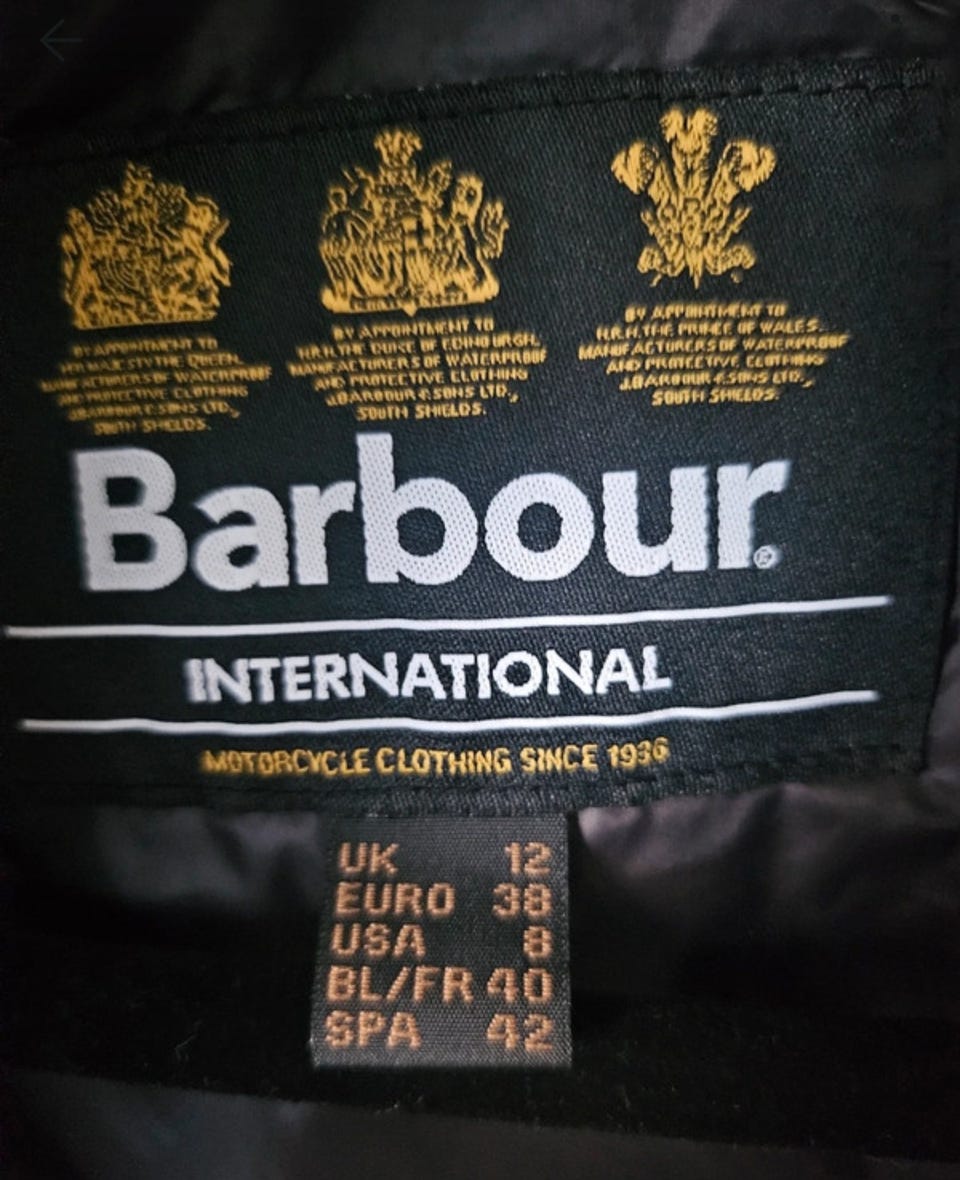 BY APPOINTMENT TO
HER MAJESTY THE QUEEN
MANUFACTURERS OF WATERPROOF
AND PROTECTIVE CLOTHING
J.BARBOUR & SONS LTD.,
SOUTH SHIELDS.
BY APPOINTMENT TO
H.R.H. THE DUKE OF EDINBURGH.
MANUFACTURERS OF WATERPROOF
AND PROTECTIVE CLOTHING
J.BARBOUR & SONS LTD.,
SOUTH SHIELDS.
BY APPOINTMENT TO
H.R.H. THE PRINCE OF WALES.
MANUFACTURERS OF WATERPROOF
AND PROTECTIVE CLOTHING
J.BARBOUR & SONS LTD.,
SOUTH SHIELDS.
Barbour®
INTERNATIONAL
MOTORCYCLE CLOTHING SINCE 1936
UK 12
EURO 38
USA 8
BL/FR 40
SPA 42